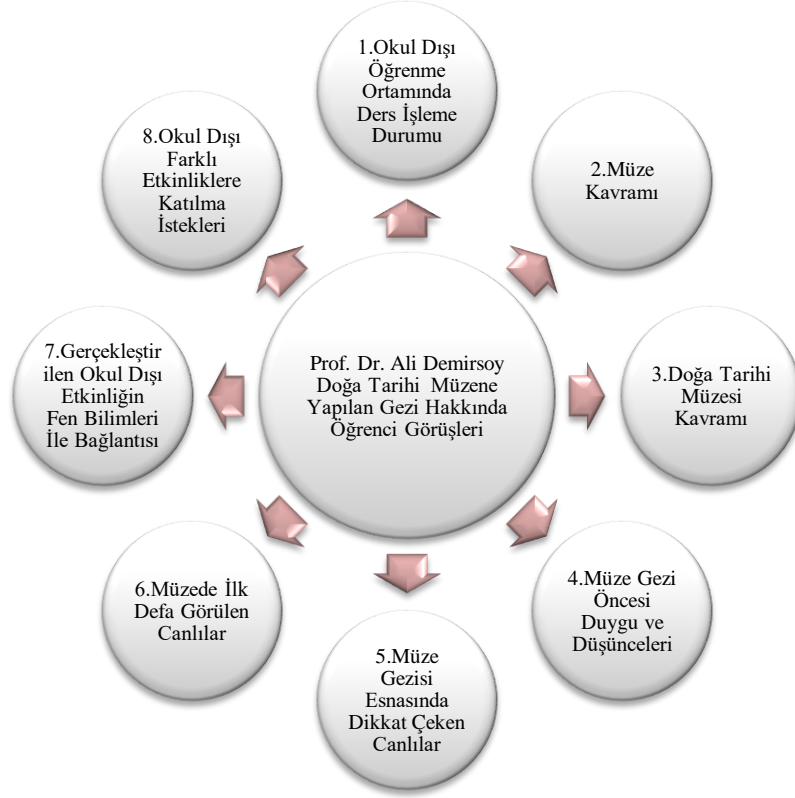 1.Okul Dışı
Öğrenme
Ortamında
Ders İşleme
Durumu
2.Müze
Kavramı
3.Doğa Tarihi
Müzesi
Kavramı
4.Müze Gezi
Öncesi
Duygu ve
Düşünceleri
5.Müze
Gezisi
Esnasında
Dikkat Çeken
Canlılar
6.Müzede İlk
Defa Görülen
Canlılar
7.Gerçekleştir
ilen Okul Dışı
Etkinliğin
Fen Bilimleri
İle Bağlantısı
8.Okul Dışı
Farklı
Etkinliklere
Katılma
İstekleri
Prof. Dr. Ali Demirsoy
Doğa Tarihi Müzene
Yapılan Gezi Hakkında
Öğrenci Görüşleri